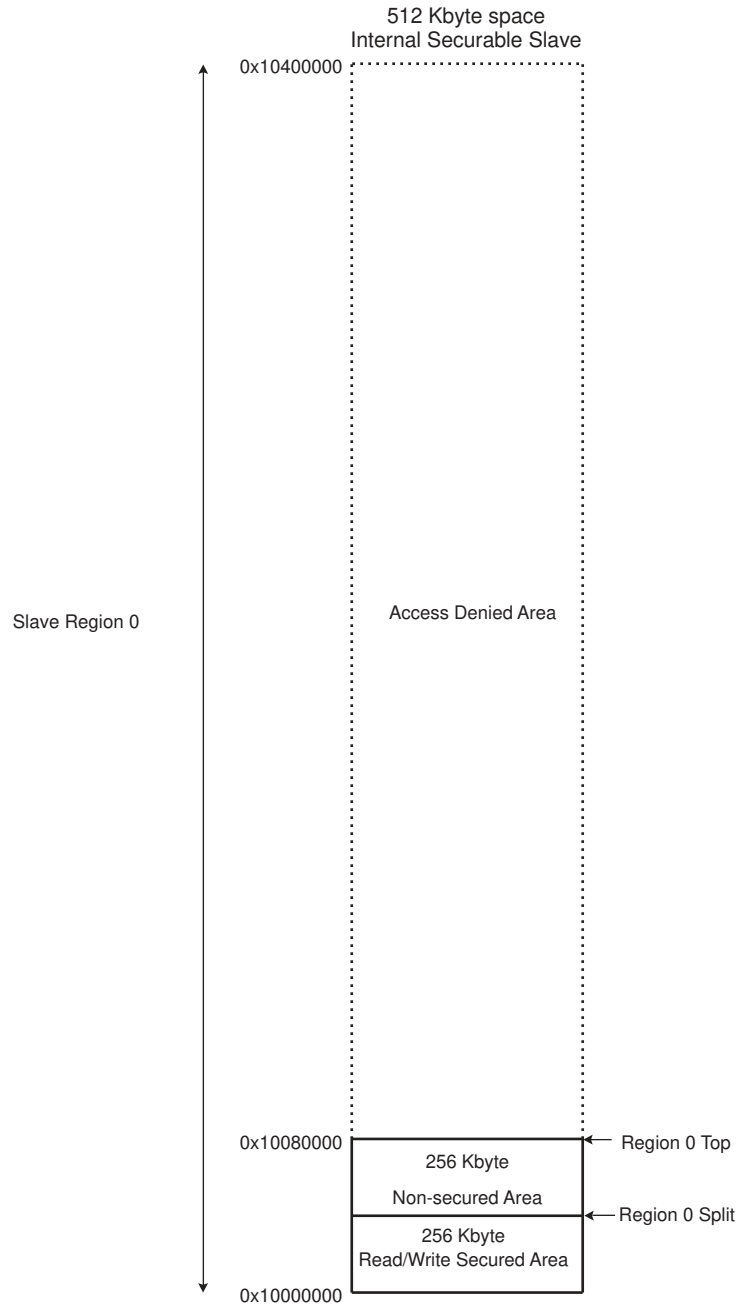 512 Kbyte space
Internal Securable Slave
0x10400000
Slave Region 0
Access Denied Area
0x10080000
Region 0 Top
256 Kbyte
Non-secured Area
Region 0 Split
256 Kbyte
Read/Write Secured Area
0x10000000